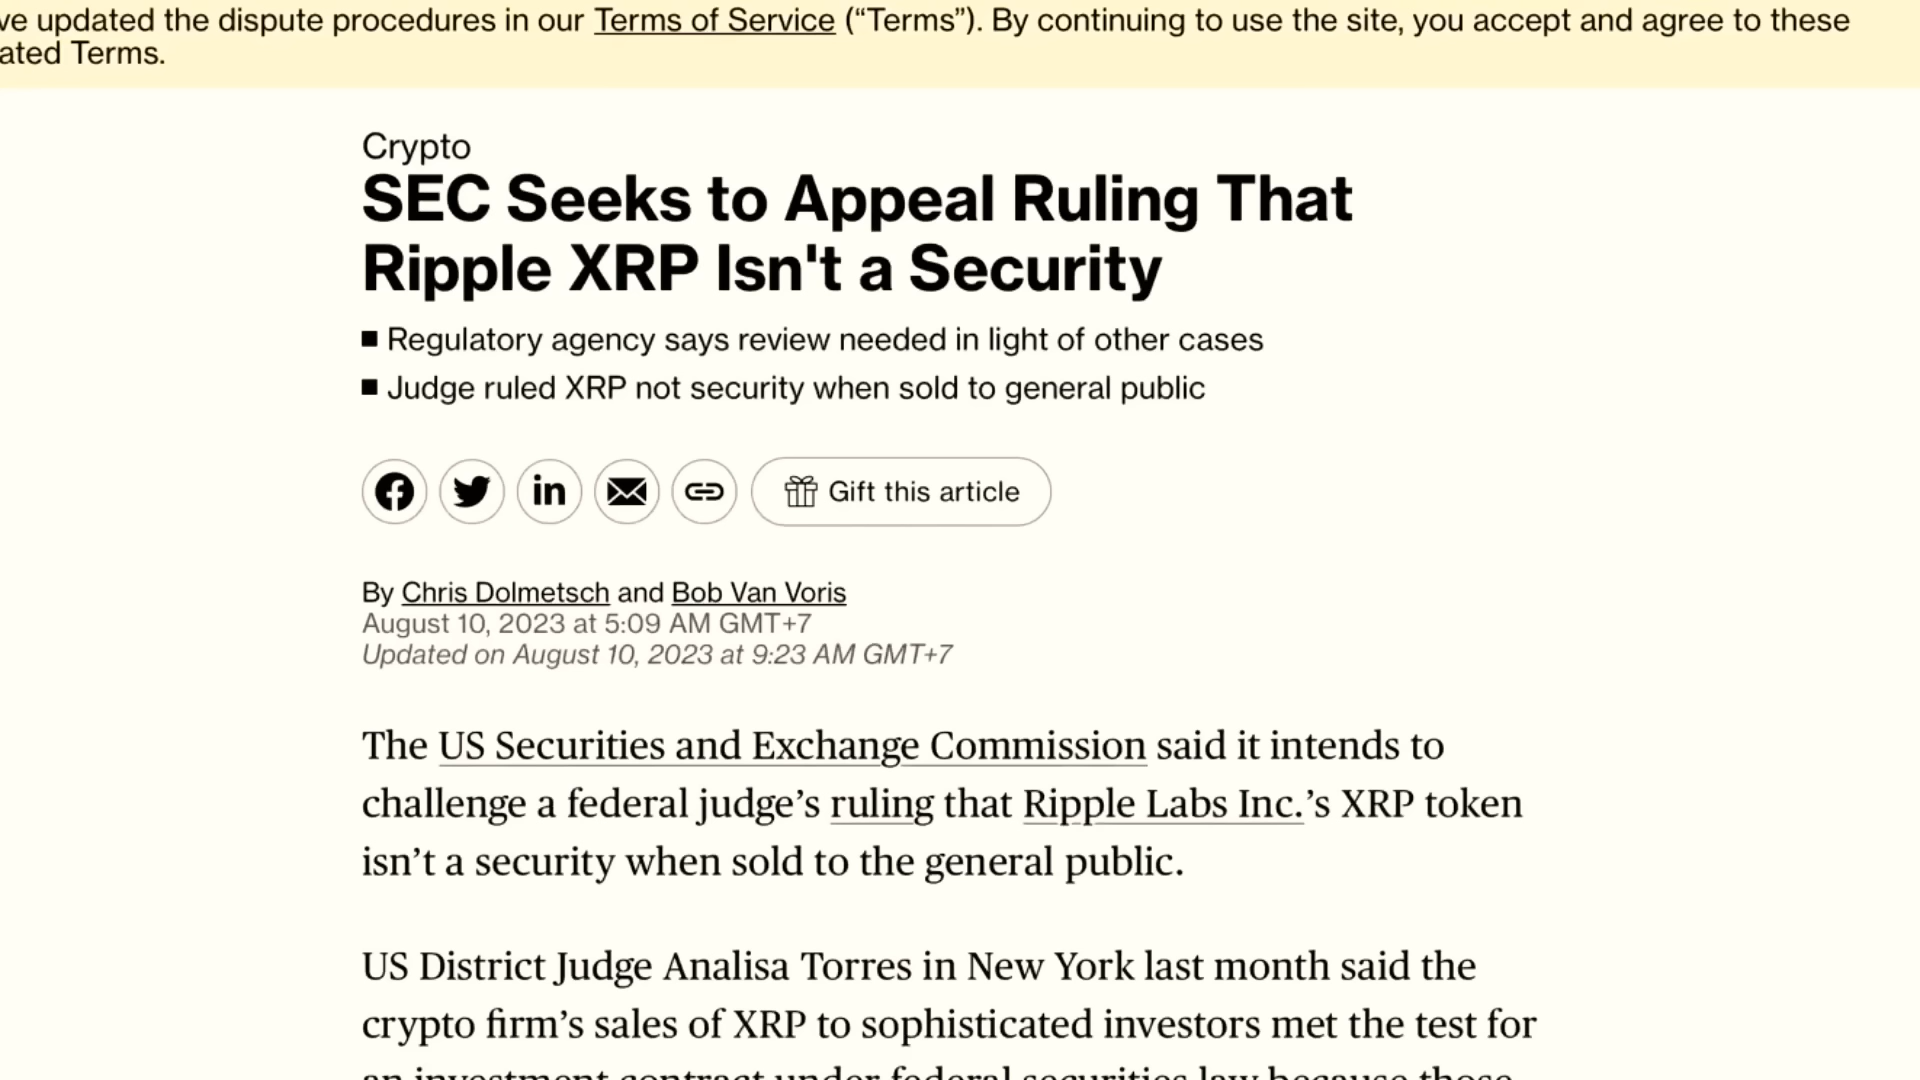 ve updated the dispute procedures in our Terms of Service (“Terms”). By continuing to use the site, you accept and agree to these
ated Terms.
Crypto
SEC Seeks to Appeal Ruling That
Ripple XRP Isn't a Security
■ Regulatory agency says review needed in light of other cases
■ Judge ruled XRP not security when sold to general public
in
Gift this article
By Chris Dolmetsch and Bob Van Voris
August 10, 2023 at 5:09 AM GMT+7
Updated on August 10, 2023 at 9:23 AM GMT+7
The US Securities and Exchange Commission said it intends to
challenge a federal judge’s ruling that Ripple Labs Inc.’s XRP token
isn’t a security when sold to the general public.
US District Judge Analisa Torres in New York last month said the
crypto firm’s sales of XRP to sophisticated investors met the test for
an investment contract under federal securities law because those